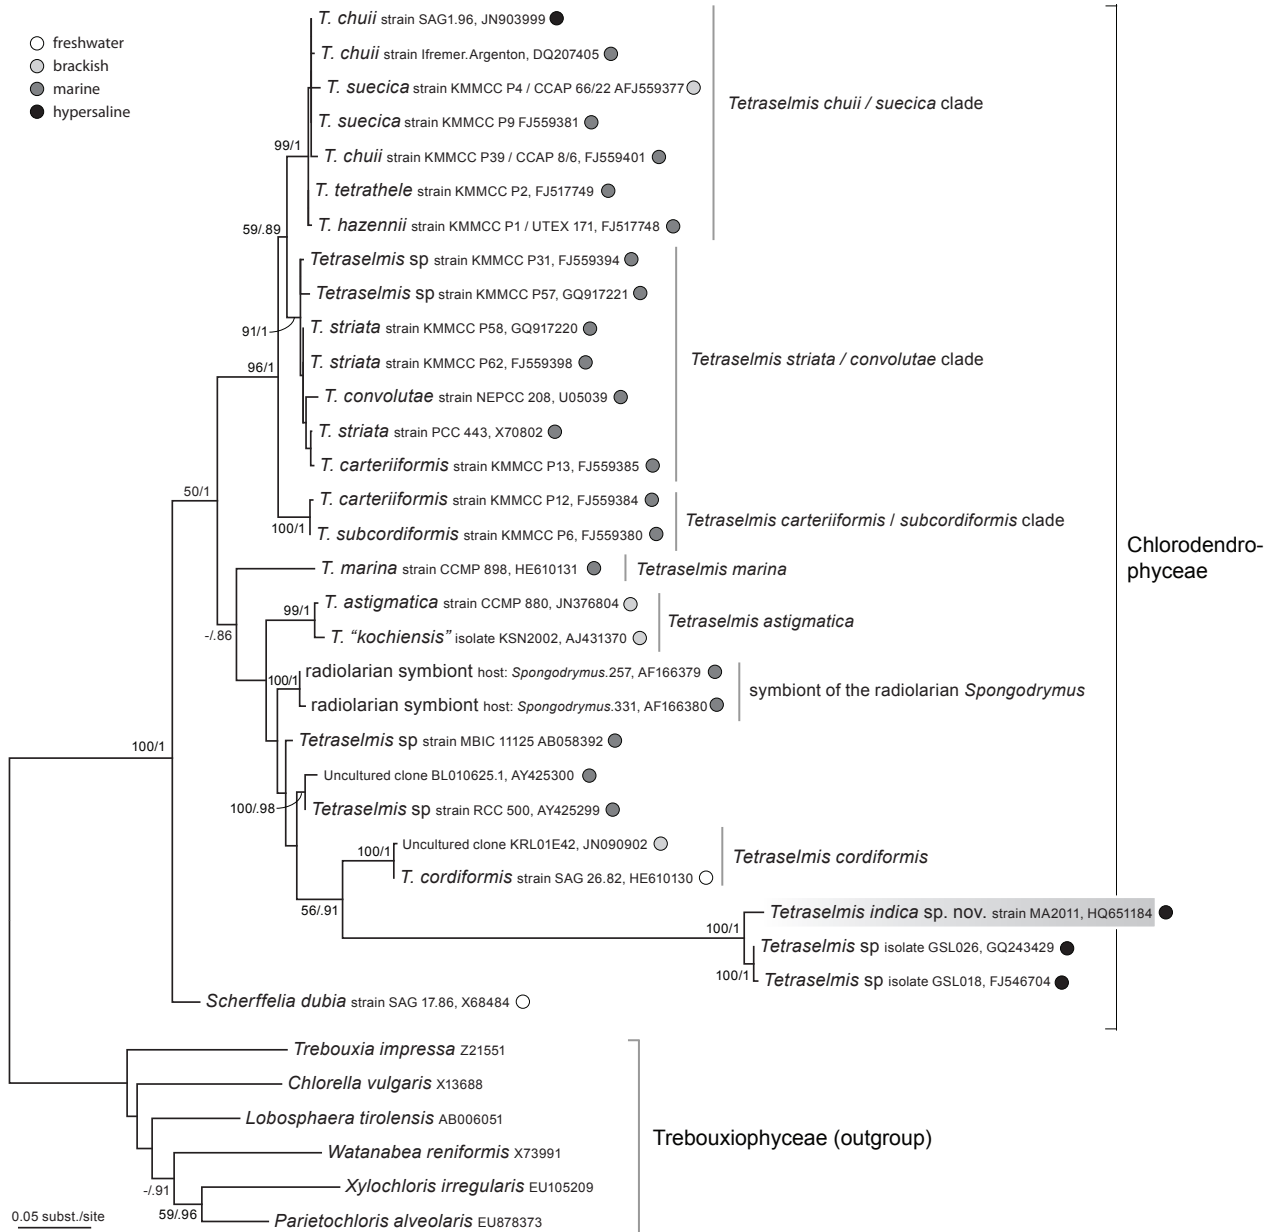 freshwater
brackish
marine
hypersaline
T. chuii strain SAG1.96, JN903999
T. chuii strain Ifremer.Argenton, DQ207405
T. suecica strain KMMCC P4 / CCAP 66/22 AFJ559377
T. suecica strain KMMCC P9 FJ559381
T. chuii strain KMMCC P39 / CCAP 8/6, FJ559401
T. tetrathele strain KMMCC P2, FJ517749
T. hazennii strain KMMCC P1 / UTEX 171, FJ517748
Tetraselmis chuii / suecica clade
99/1
59/.89
Tetraselmis sp strain KMMCC P31, FJ559394
Tetraselmis sp strain KMMCC P57, GQ917221
T. striata strain KMMCC P58, GQ917220
T. striata strain KMMCC P62, FJ559398
T. convolutae strain NEPCC 208, U05039
T. striata strain PCC 443, X70802
T. carteriiformis strain KMMCC P13, FJ559385
Tetraselmis striata / convolutae clade
91/1
96/1
T. carteriiformis strain KMMCC P12, FJ559384
T. subcordiformis strain KMMCC P6, FJ559380
Tetraselmis carteriiformis / subcordiformis clade
50/1
100/1
T. marina strain CCMP 898, HE610131
Tetraselmis marina
T. astigmatica strain CCMP 880, JN376804
T. “kochiensis” isolate KSN2002, AJ431370
Tetraselmis astigmatica
99/1
-/.86
radiolarian symbiont host: Spongodrymus.257, AF166379
radiolarian symbiont host: Spongodrymus.331, AF166380
symbiont of the radiolarian Spongodrymus
100/1
Tetraselmis sp strain MBIC 11125 AB058392
100/1
Uncultured clone BL010625.1, AY425300
Tetraselmis sp strain RCC 500, AY425299
100/.98
Uncultured clone KRL01E42, JN090902
T. cordiformis strain SAG 26.82, HE610130
Tetraselmis cordiformis
100/1
56/.91
Tetraselmis indica sp. nov. strain MA2011, HQ651184
Tetraselmis sp isolate GSL026, GQ243429
Tetraselmis sp isolate GSL018, FJ546704
100/1
100/1
Scherffelia dubia strain SAG 17.86, X68484
Chlorodendro-
phyceae
Trebouxia impressa Z21551
Chlorella vulgaris X13688
Lobosphaera tirolensis AB006051
Watanabea reniformis X73991
Xylochloris irregularis EU105209
Parietochloris alveolaris EU878373
Trebouxiophyceae (outgroup)
-/.91
59/.96
0.05 subst./site